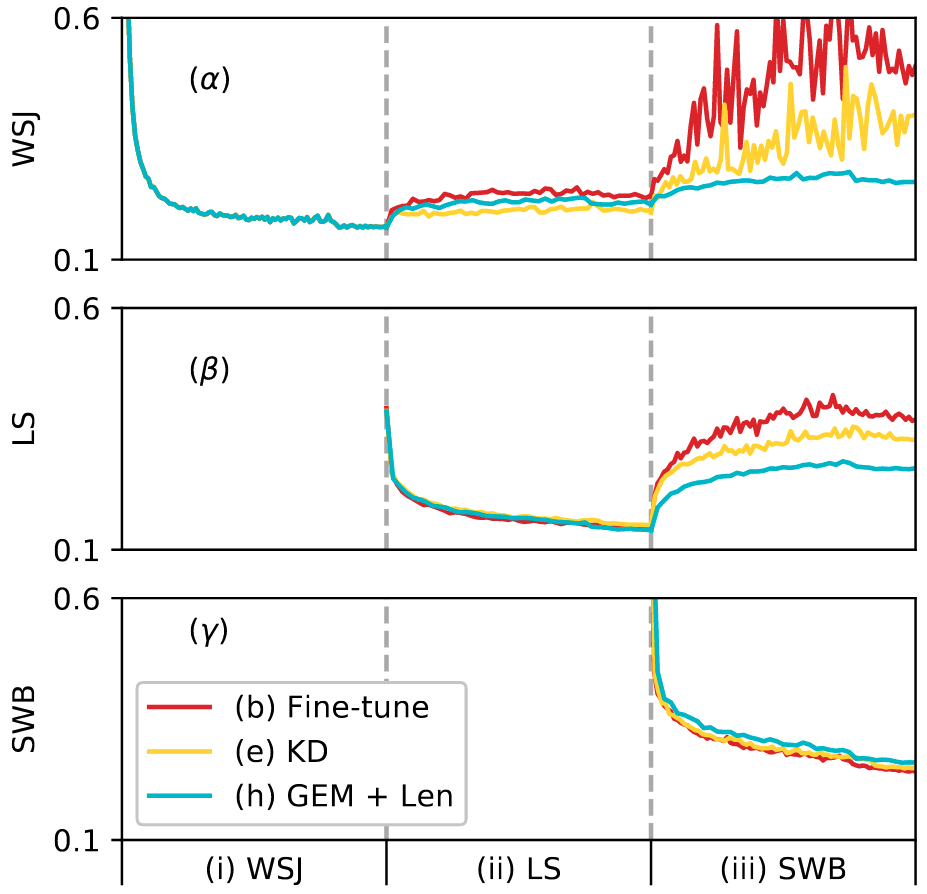 0.6
WSJ
(α)
0.1
0.6
LS
(β)
0.1
0.6
SWB
(γ)
(b) Fine-tune
(e) KD
(h) GEM + Len
0.1
(i) WSJ
(ii) LS
(iii) SWB